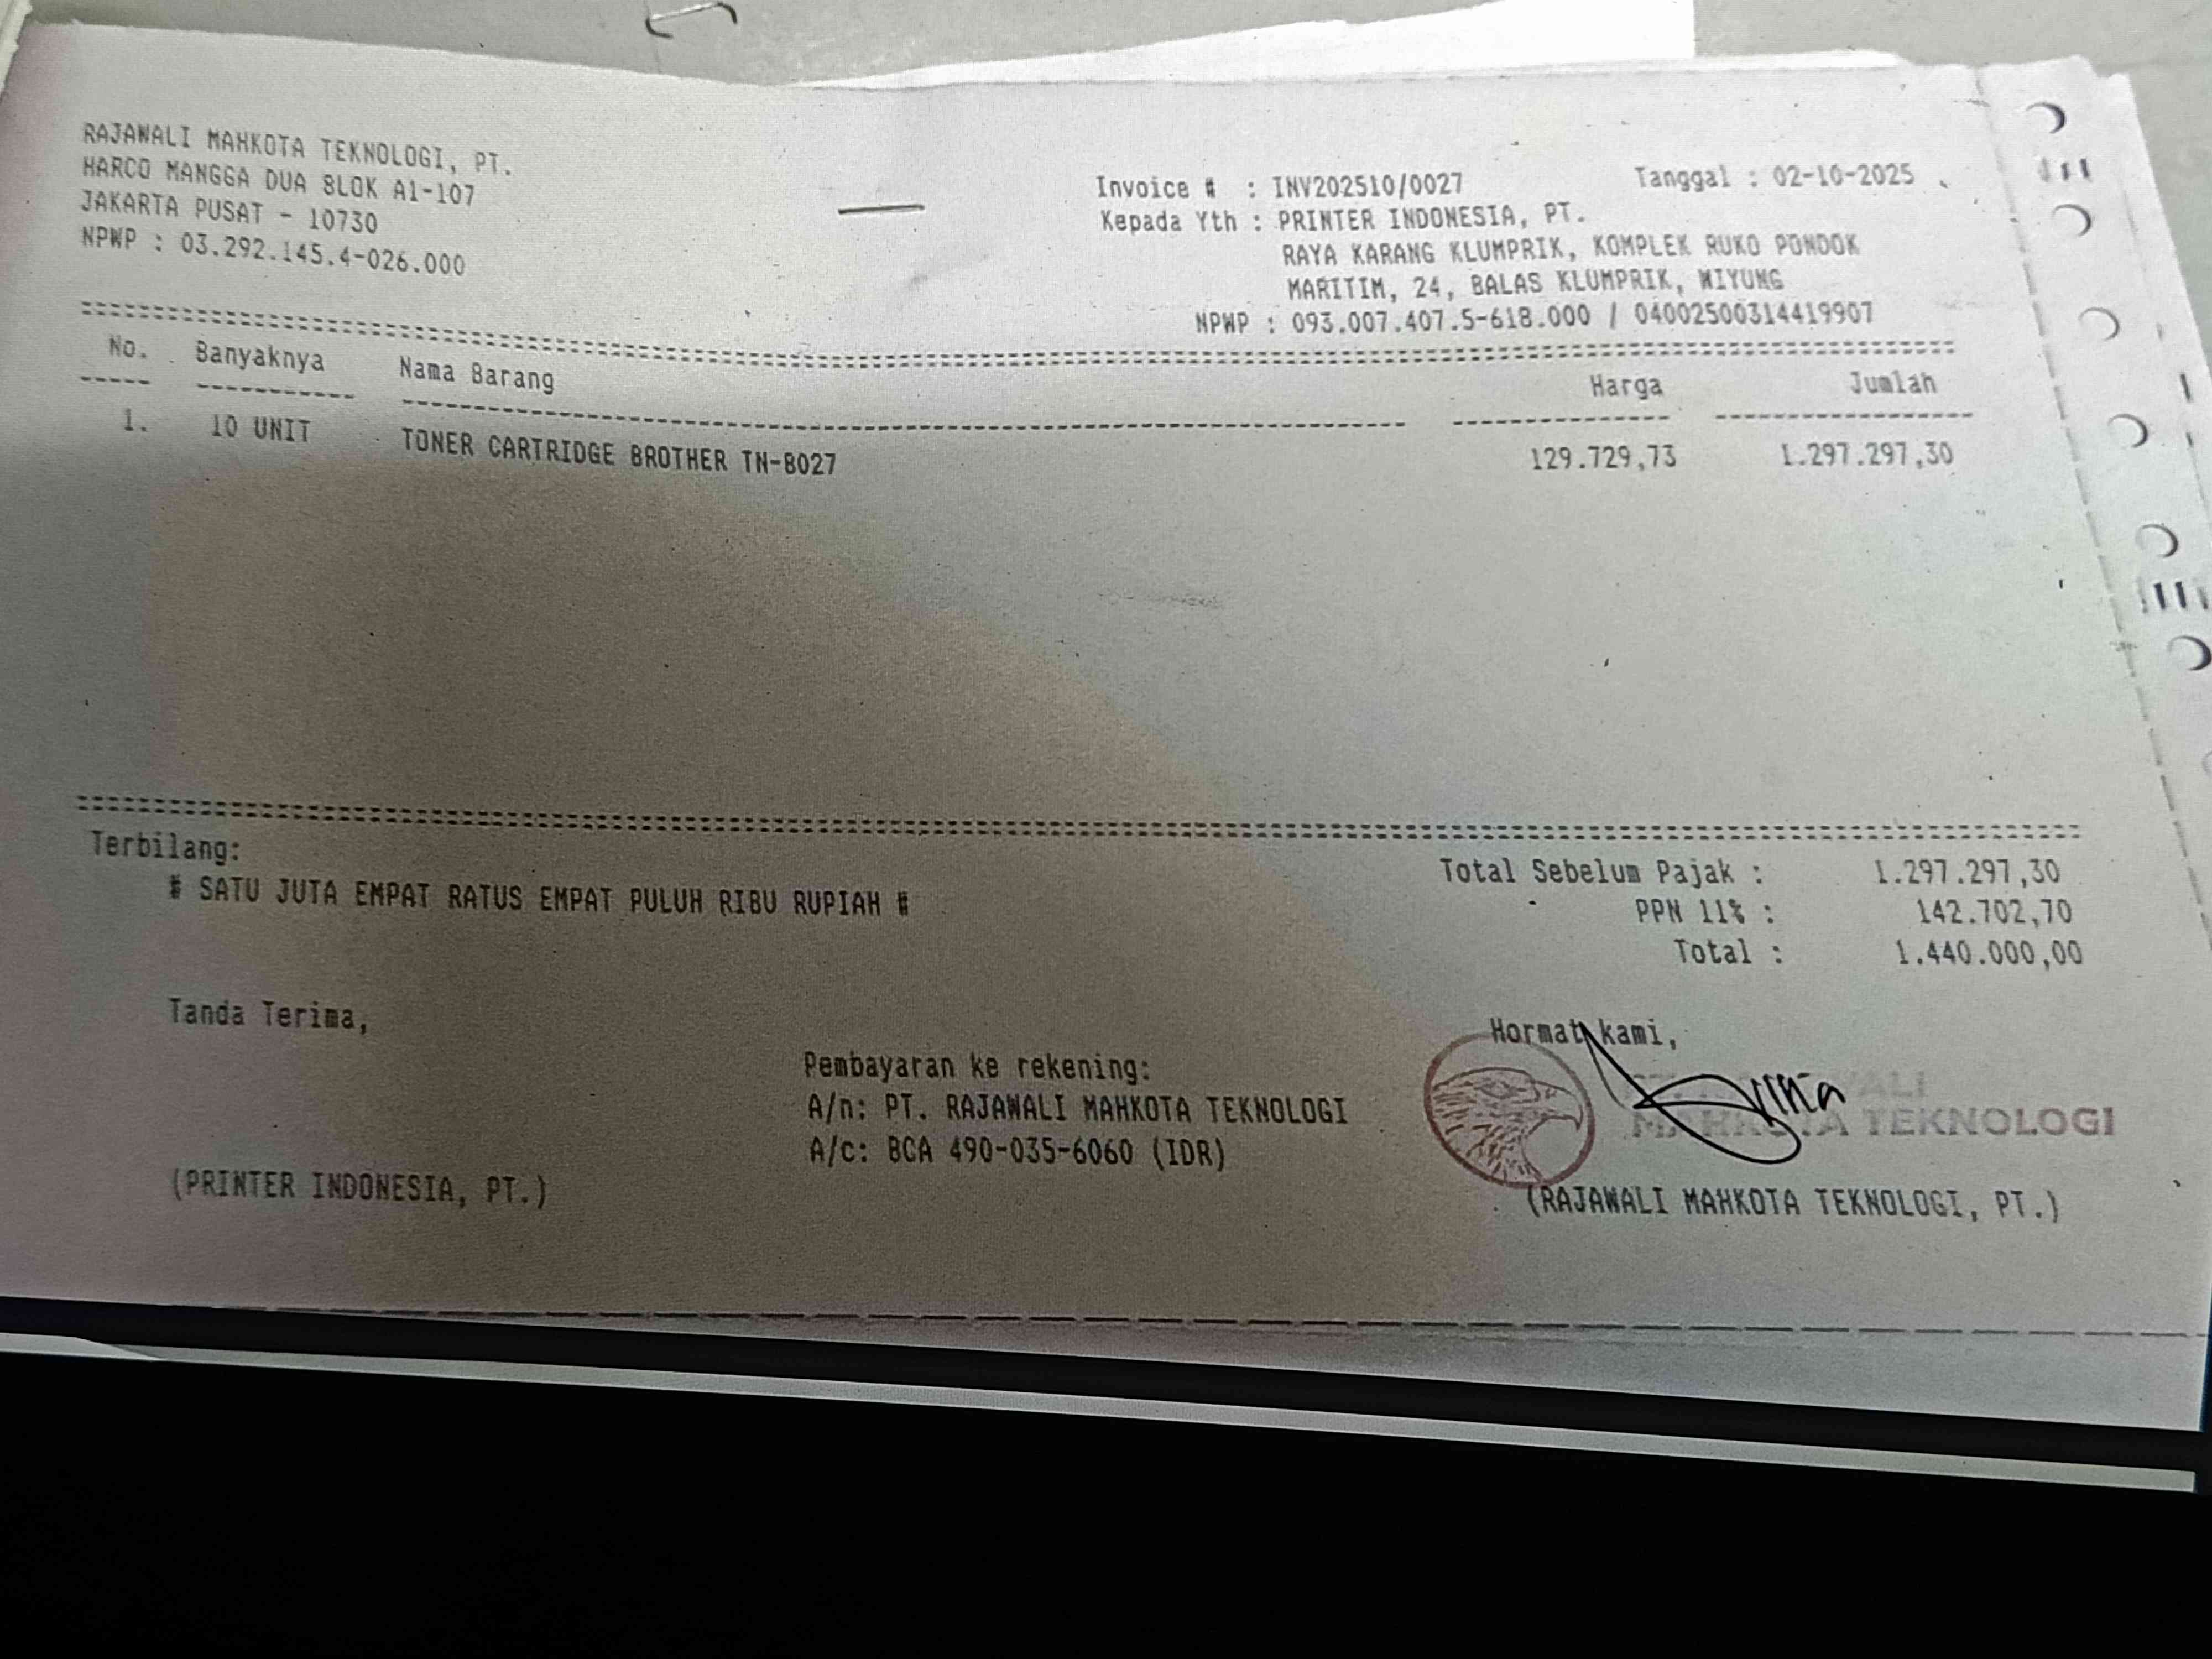 RAJAWALI MAHKOTA TEKNOLOGI, PT.
HARCO MANGGA DUA BLOK A1-107
JAKARTA PUSAT - 10730
NPWP : 03.292.145.4-026.000
Invoice # : INV202510/0027 Tanggal : 02-10-2025
Kepada Yth : PRINTER INDONESIA, PT.
RAYA KARANG KLUMPRIK, KOMPLEK RUKO PONDOK
MARITIM, 24, BALAS KLUMPRIK, WIYUNG
NPWP : 093.007.407.5-618.000 / 04002500314419907
No. Banyaknya Nama Barang Harga Jumlah
1. 10 UNIT TONER CARTRIDGE BROTHER TN-B027 129.729,73 1.297.297,30
Terbilang:
# SATU JUTA EMPAT RATUS EMPAT PULUH RIBU RUPIAH #
Total Sebelum Pajak : 1.297.297,30
PPN 11% : 142.702,70
Total : 1.440.000,00
Tanda Terima,
(PRINTER INDONESIA, PT.)
Pembayaran ke rekening:
A/n: PT. RAJAWALI MAHKOTA TEKNOLOGI
A/c: BCA 490-035-6060 (IDR)
Hormat kami,
MAHKOTA TEKNOLOGI
(RAJAWALI MAHKOTA TEKNOLOGI, PT.)